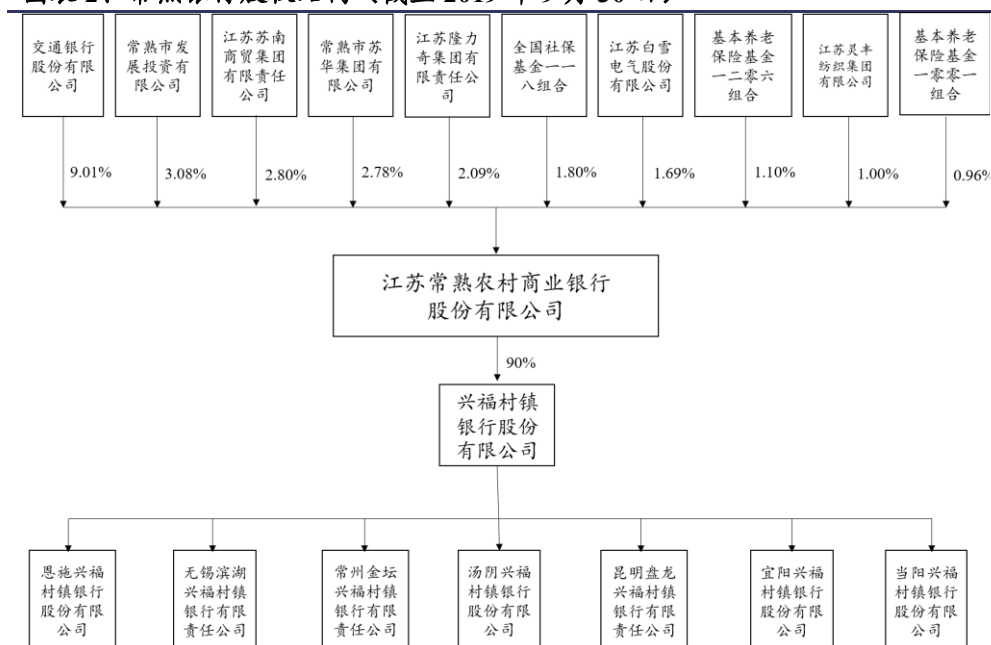 交通银行
股份有限
公司
常熟市发
展投资有
限公司
江苏苏南
商贸集团
有限责任
公司
常熟市苏
华集团有
限公司
江苏隆力
奇集团有
限责任公
司
全国社保
基金一一
八组合
江苏白雪
电气股份
有限公司
基本养老
保险基金
一二零六
组合
江苏灵丰
纺织集团
有限公司
基本养老
保险基金
一零零一
组合
9.01%
3.08%
2.80%
2.78%
2.09%
1.80%
1.69%
1.10%
1.00%
0.96%
江苏常熟农村商业银行
股份有限公司
90%
兴福村镇
银行股份
有限公司
恩施兴福
村镇银行
股份有限
公司
无锡滨湖
兴福村镇
银行有限
责任公司
常州金坛
兴福村镇
银行有限
责任公司
汤阴兴福
村镇银行
股份有限
公司
昆明盘龙
兴福村镇
银行有限
责任公司
宜阳兴福
村镇银行
股份有限
公司
当阳兴福
村镇银行
股份有限
公司